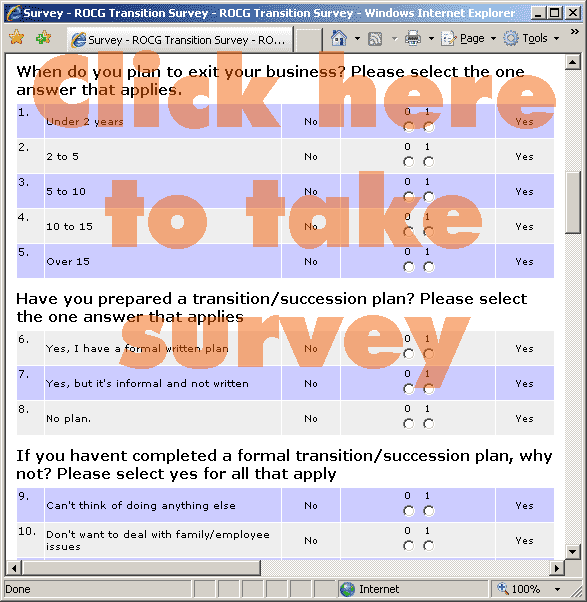 Survey - ROCG Transition Survey - ROCG Transition Survey - Windows Internet Explorer
Survey - ROCG Transition Survey - RO...
Page
Tools
Click here
to take
survey
When do you plan to exit your business? Please select the one
answer that applies.
1. Under 2 years No 0 1 Yes
2. 2 to 5 No 0 1 Yes
3. 5 to 10 No 0 1 Yes
4. 10 to 15 No 0 1 Yes
5. Over 15 No 0 1 Yes
Have you prepared a transition/succession plan? Please select
the one answer that applies
6. Yes, I have a formal written plan No 0 1 Yes
7. Yes, but it's informal and not written No 0 1 Yes
8. No plan. No 0 1 Yes
If you havent completed a formal transition/succession plan, why
not? Please select yes for all that apply
9. Can't think of doing anything else No 0 1 Yes
10. Don't want to deal with family/employee
issues No 0 1 Yes
Done Internet 100%